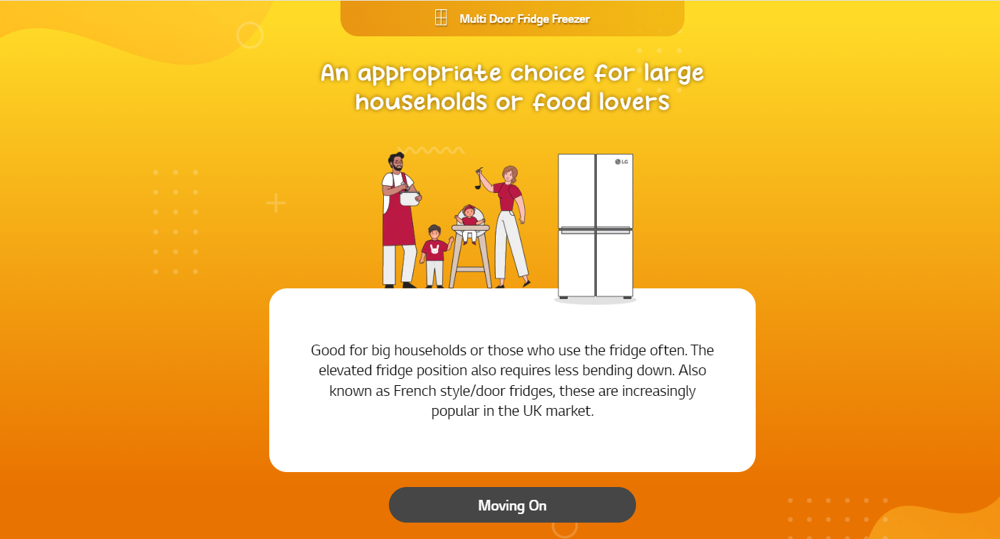 Multi Door Fridge Freezer
An appropriate choice for large
households or food lovers
LG
Good for big households or those who use the fridge often. The
elevated fridge position also requires less bending down. Also
known as French style/door fridges, these are increasingly
popular in the UK market.
Moving On